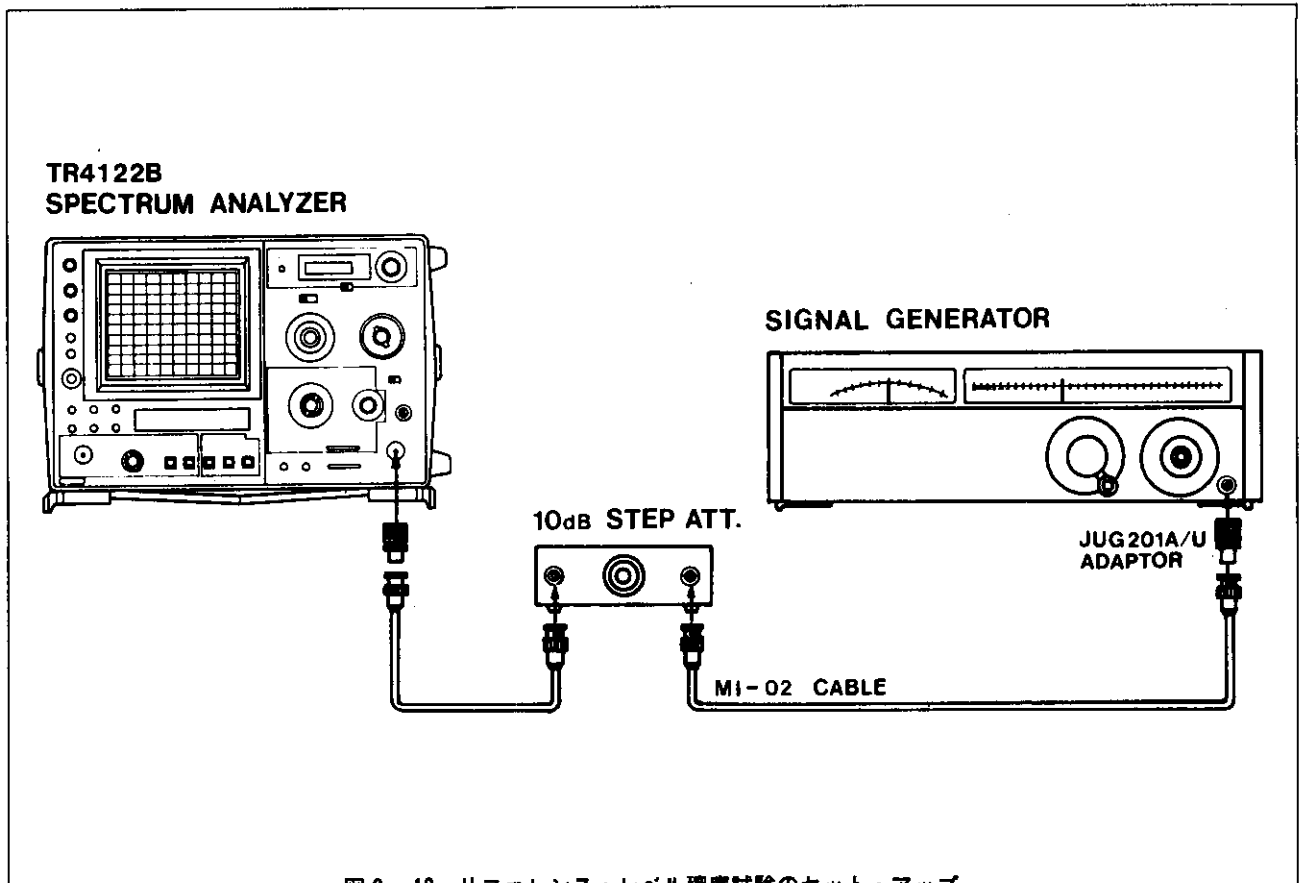 TR4122B
SPECTRUM ANALYZER
SIGNAL GENERATOR
10dB STEP ATT.
JUG201A/U
ADAPTOR
MI-02 CABLE